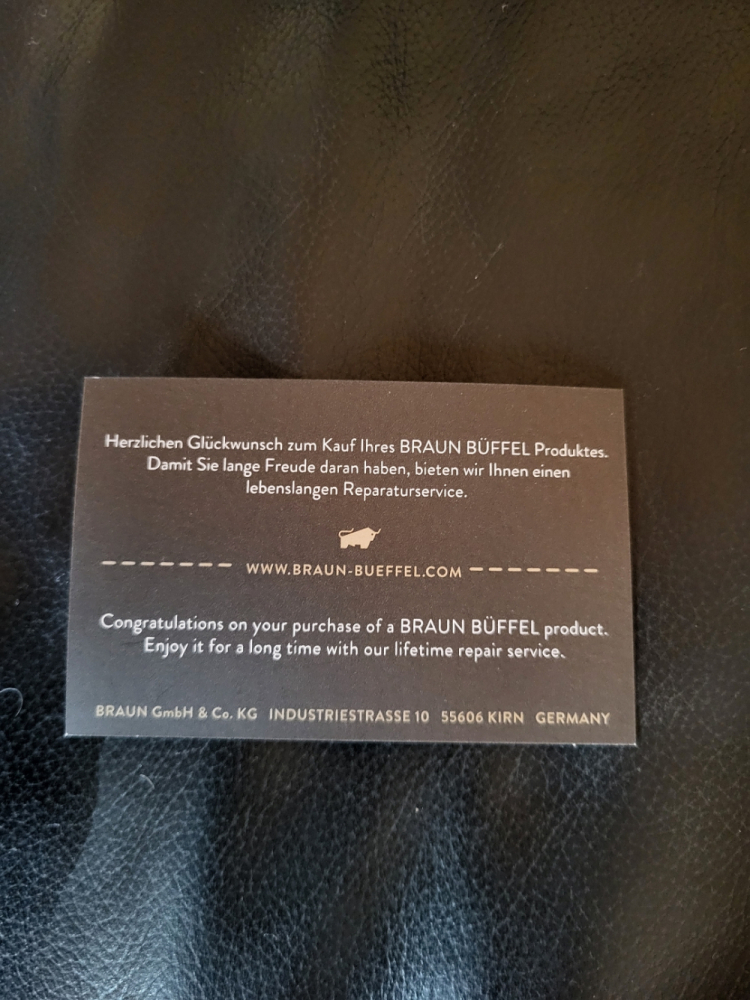 Herzlichen Glückwunsch zum Kauf Ihres BRAUN BÜFFEL Produktes.
Damit Sie lange Freude daran haben, bieten wir Ihnen einen
lebenslangen Reparaturservice.
WWW.BRAUN-BUEFFEL.COM
Congratulations on your purchase of a BRAUN BÜFFEL product.
Enjoy it for a long time with our lifetime repair service.
BRAUN GmbH & Co. KG INDUSTRIESTRASSE 10 55606 KIRN GERMANY